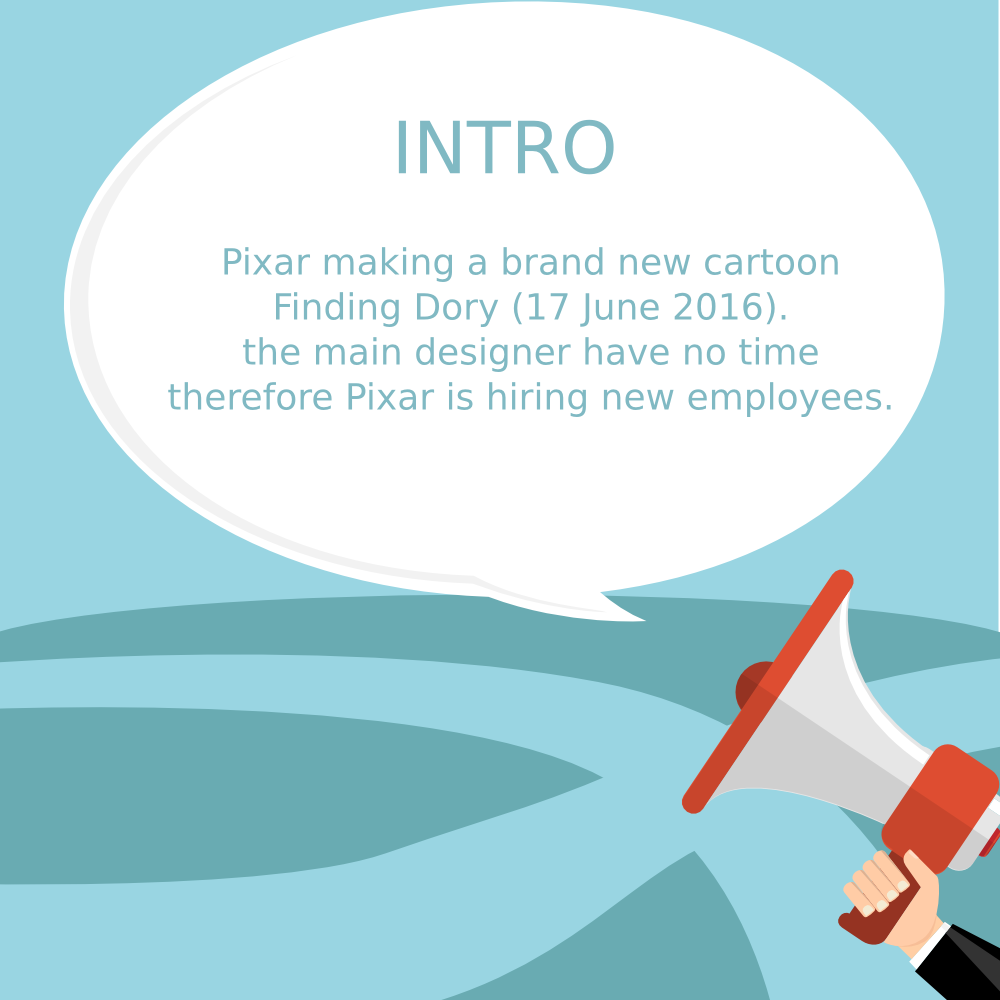 INTRO
Pixar making a brand new cartoon
Finding Dory (17 June 2016).
the main designer have no time
therefore Pixar is hiring new employees.